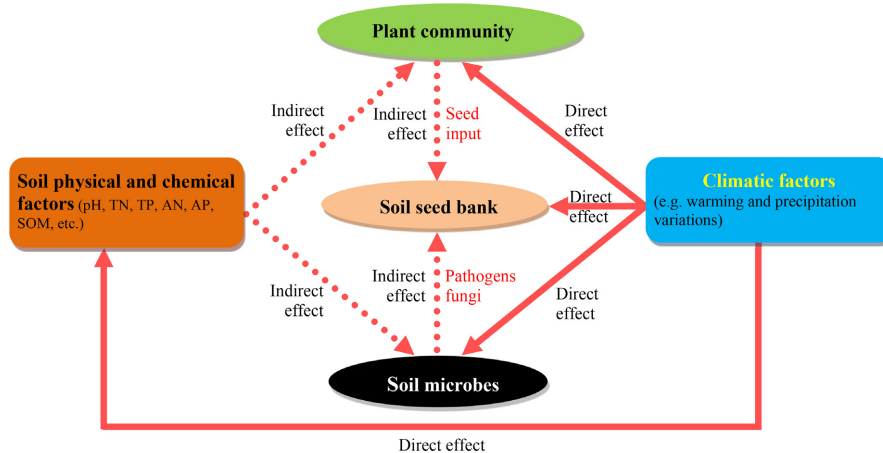 Plant community
Indirect
effect
Indirect
effect
Seed
input
Direct
effect
Soil physical and chemical
factors (pH, TN, TP, AN, AP,
SOM, etc.)
Soil seed bank
Direct
effect
Climatic factors
(e.g. warming and precipitation
variations)
Indirect
effect
Indirect
effect
Pathogens
fungi
Direct
effect
Soil microbes
Direct effect